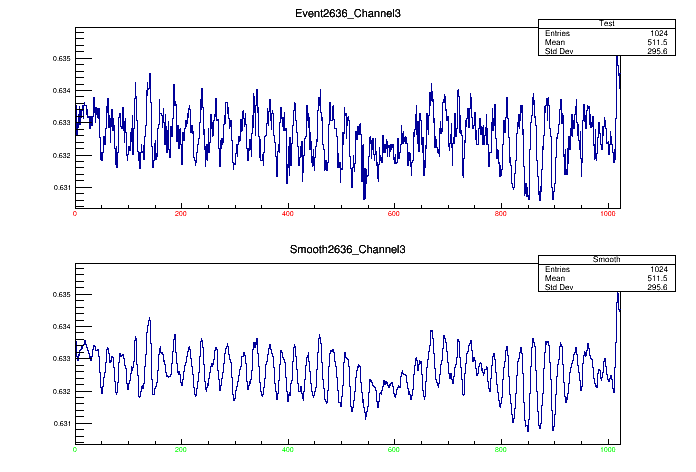 Event2636_Channel3
Test
Entries 1024
Mean 511.5
Std Dev 295.6
0.635
0.634
0.633
0.632
0.631
0 200 400 600 800 1000
Smooth2636_Channel3
Smooth
Entries 1024
Mean 511.5
Std Dev 295.6
0.635
0.634
0.633
0.632
0.631
0 200 400 600 800 1000